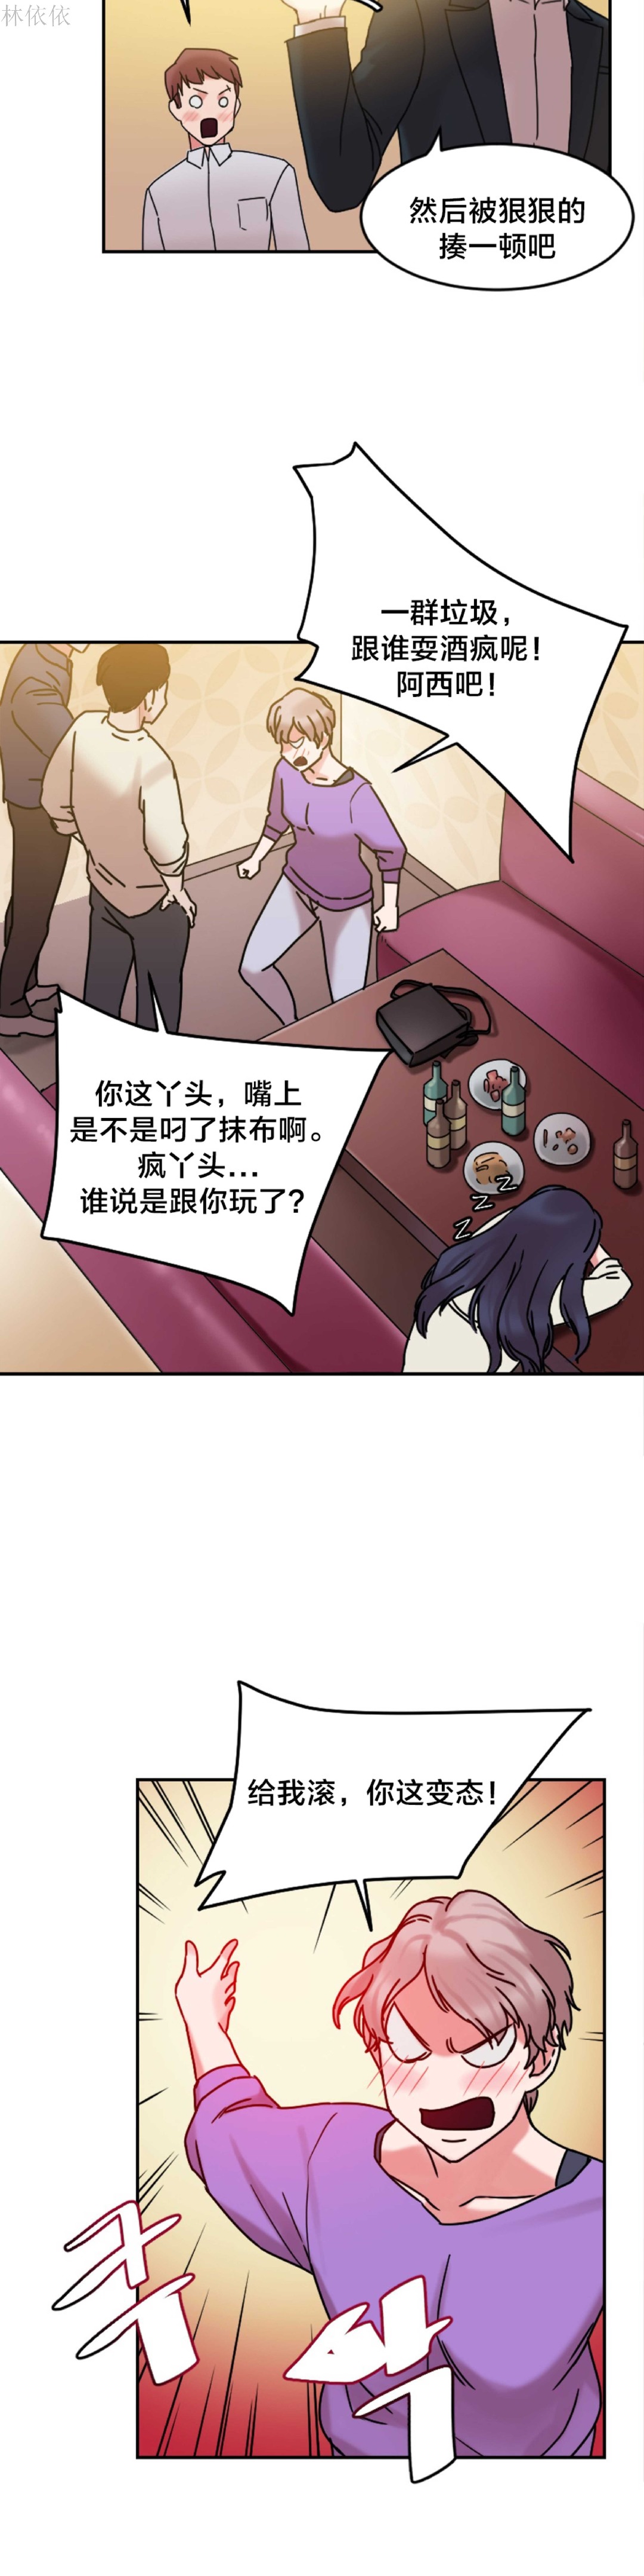 林依依
然后被狠狠的
揍一顿吧
一群垃圾，
跟谁耍酒疯呢！
阿西吧！
你这丫头，嘴上
是不是叼了抹布啊。
疯丫头...
谁说是跟你玩了？
z
z
z
给我滚，你这变态！